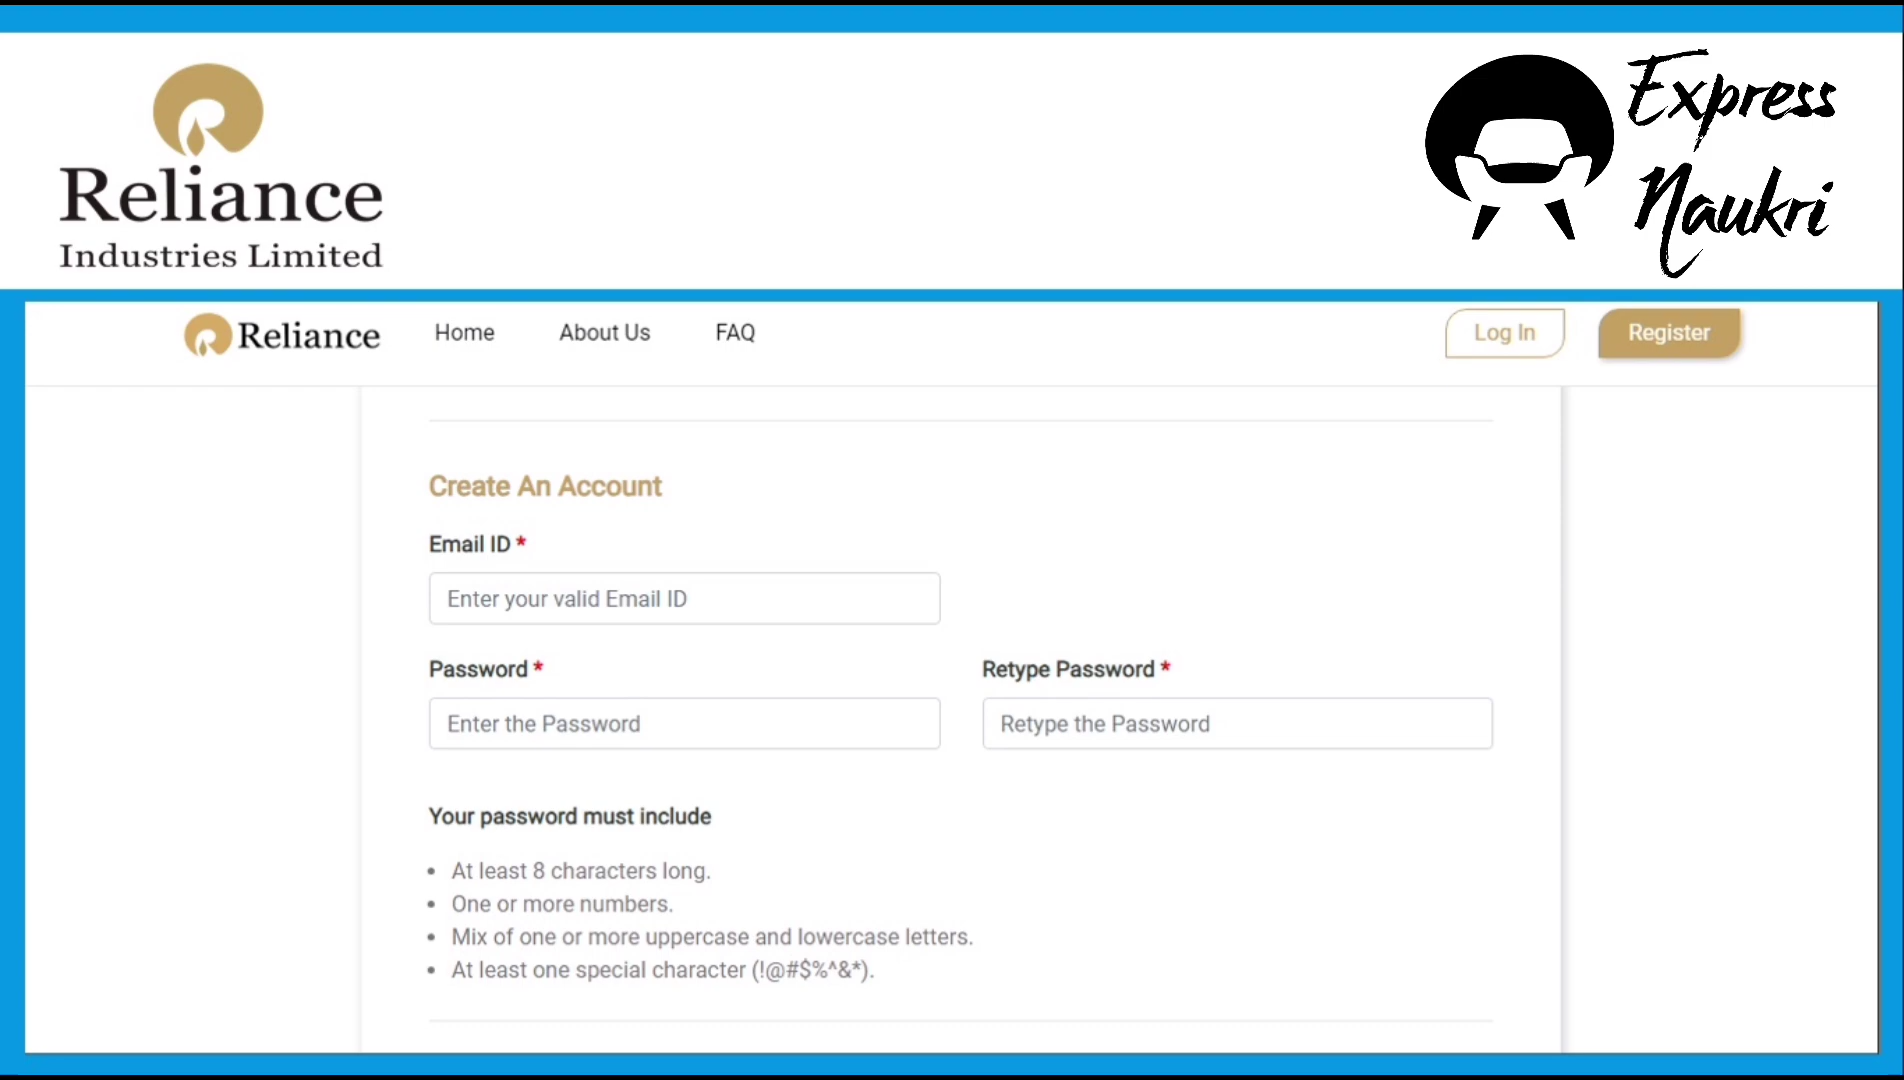 Reliance
Industries Limited
Express
Naukri
Reliance Home About Us FAQ Log In Register
Create An Account
Email ID *
Enter your valid Email ID
Password * Retype Password *
Enter the Password Retype the Password
Your password must include
• At least 8 characters long.
• One or more numbers.
• Mix of one or more uppercase and lowercase letters.
• At least one special character (!@#$%^&*).